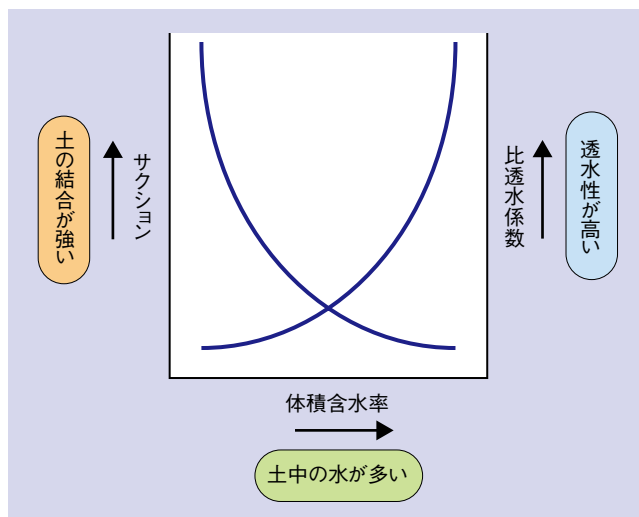 土の結合が強い
サクション
比透水係数
透水性が高い
体積含水率
土中の水が多い